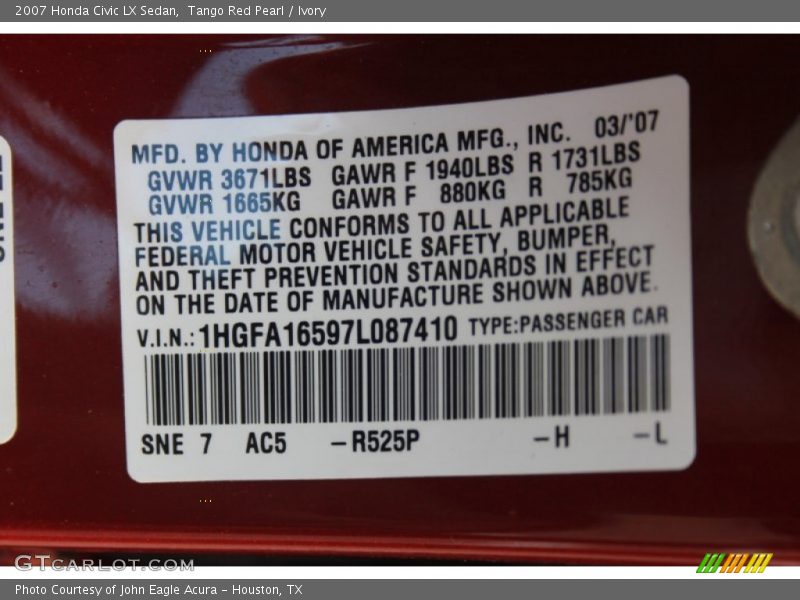 2007 Honda Civic LX Sedan, Tango Red Pearl / Ivory
MFD. BY HONDA OF AMERICA MFG., INC. 03/'07
GVWR 3671LBS GAWR F 1940LBS R 1731LBS
GVWR 1665KG GAWR F 880KG R 785KG
THIS VEHICLE CONFORMS TO ALL APPLICABLE
FEDERAL MOTOR VEHICLE SAFETY, BUMPER,
AND THEFT PREVENTION STANDARDS IN EFFECT
ON THE DATE OF MANUFACTURE SHOWN ABOVE.
V.I.N.: 1HGFA16597L087410 TYPE:PASSENGER CAR
SNE 7 AC5 –R525P –H –L
GTCARLOT.COM
Photo Courtesy of John Eagle Acura – Houston, TX